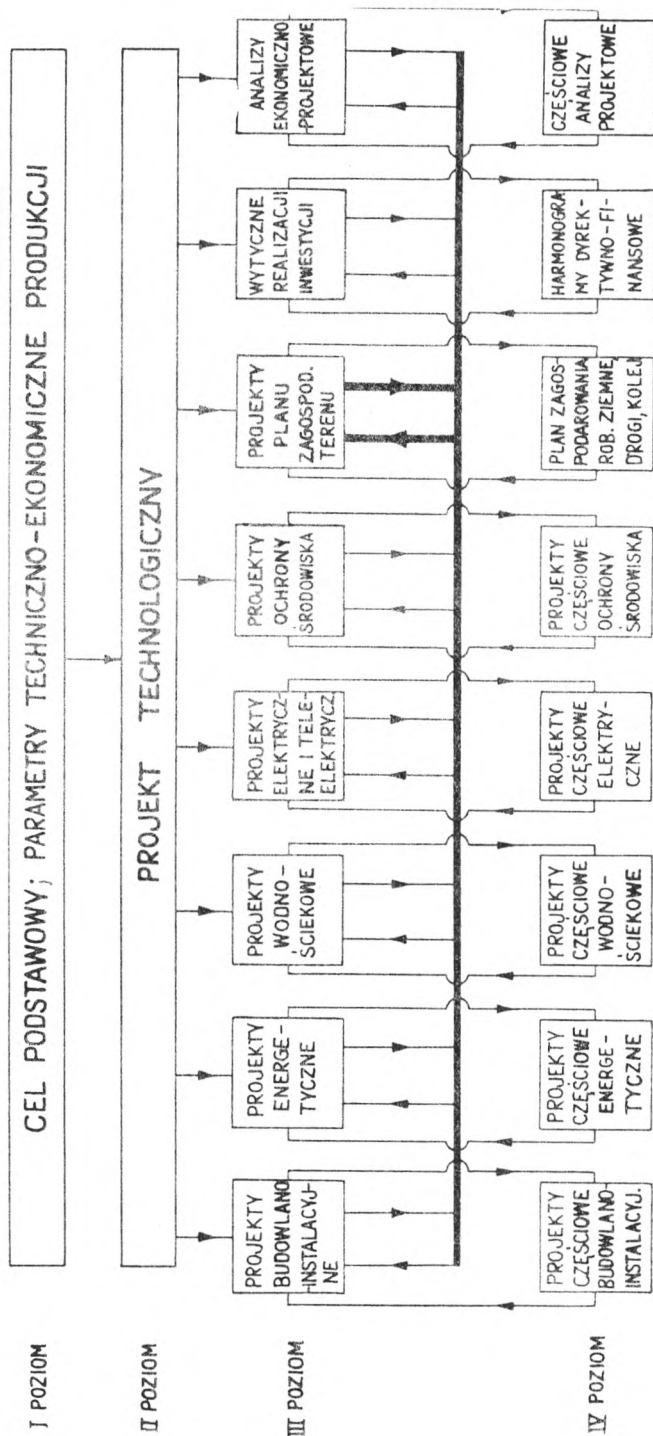 I POZIOM
CEL PODSTAWOWY; PARAMETRY TECHNICZNO-EKONOMICZNE PRODUKCJI
II POZIOM
PROJEKT TECHNOLOGICZNY
III POZIOM
PROJEKTY
BUDOWLANO
-INSTALACYJ-
NE
PROJEKTY
ENERGE-
TYCZNE
PROJEKTY
WODNO-
ŚCIEKOWE
PROJEKTY
ELEKTRYCZ-
NE I TELE-
ELEKTRYCZ.
PROJEKTY
OCHRONY
ŚRODOWISKA
PROJEKTY
PLANU
ZAGOSPOD.
TERENU
WYTYCZNE
REALIZACJI
INWESTYCJI
ANALIZY
EKONOMICZNO
PROJEKTOWE
IV POZIOM
PROJEKTY
CZĘŚCIOWE
BUDOWLANO-
INSTALACYJ.
PROJEKTY
CZĘŚCIOWE
ENERGE-
TYCZNE
PROJEKTY
CZĘŚCIOWE
WODNO-
ŚCIEKOWE
PROJEKTY
CZĘŚCIOWE
ELEKTRY-
CZNE
PROJEKTY
CZĘŚCIOWE
OCHRONY
ŚRODOWISKA
PLAN ZAGOS-
PODAROWANIA
ROB. ZIEMNE,
DROGI, KOLEJ
HARMONOGRA-
MY DYREK-
TYWNO-FI-
NANSOWE
CZĘŚCIOWE
ANALIZY
PROJEKTOWE